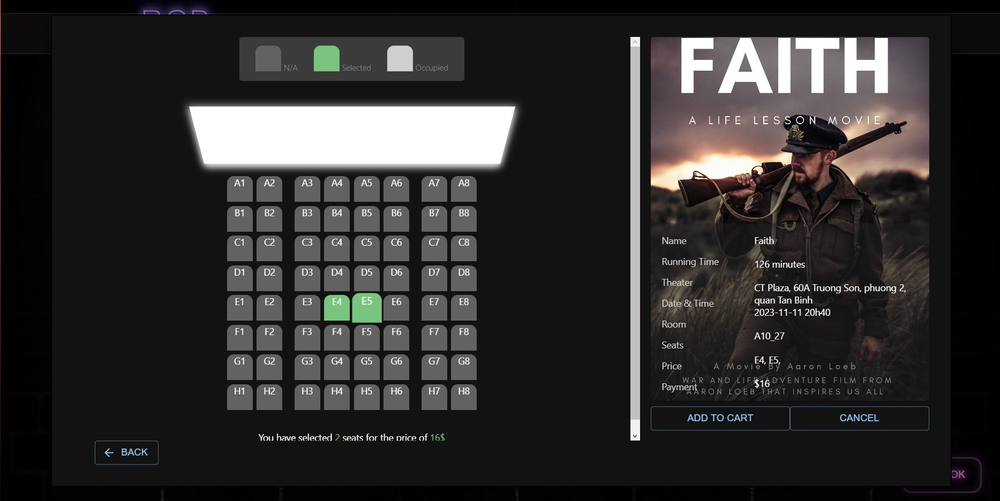 N/A Selected Occupied
A1 A2 A3 A4 A5 A6 A7 A8
B1 B2 B3 B4 B5 B6 B7 B8
C1 C2 C3 C4 C5 C6 C7 C8
D1 D2 D3 D4 D5 D6 D7 D8
E1 E2 E3 E4 E5 E6 E7 E8
F1 F2 F3 F4 F5 F6 F7 F8
G1 G2 G3 G4 G5 G6 G7 G8
H1 H2 H3 H4 H5 H6 H7 H8
You have selected 2 seats for the price of 16$
BACK
FAITH
A LIFE LESSON MOVIE
Name Faith
Running Time 126 minutes
Theater CT Plaza, 60A Truong Son, phuong 2,
quan Tan Binh
Date & Time 2023-11-11 20h40
Room A10_27
Seats E4, E5,
Price $16
Payment
A Movie By Aaron Loeb
WAR AND LIFE ADVENTURE FILM FROM
AARON LOEB THAT INSPIRES US ALL
ADD TO CART CANCEL